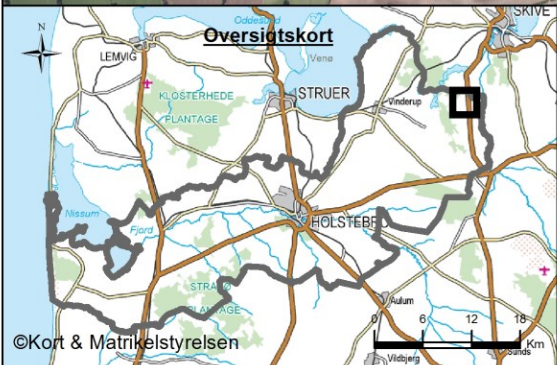 Oversigtskort
SKIVE
Oddesund
LEMVIG
Venø
KLOSTERHEDE
PLANTAGE
STRUER
Vinderup
Nissum
Fjord
HOLSTEBRO
STRÅSØ
PLANTAGE
Aulum
0 6 12 18
Km
©Kort & Matrikelstyrelsen
Vildbjerg
Sunds